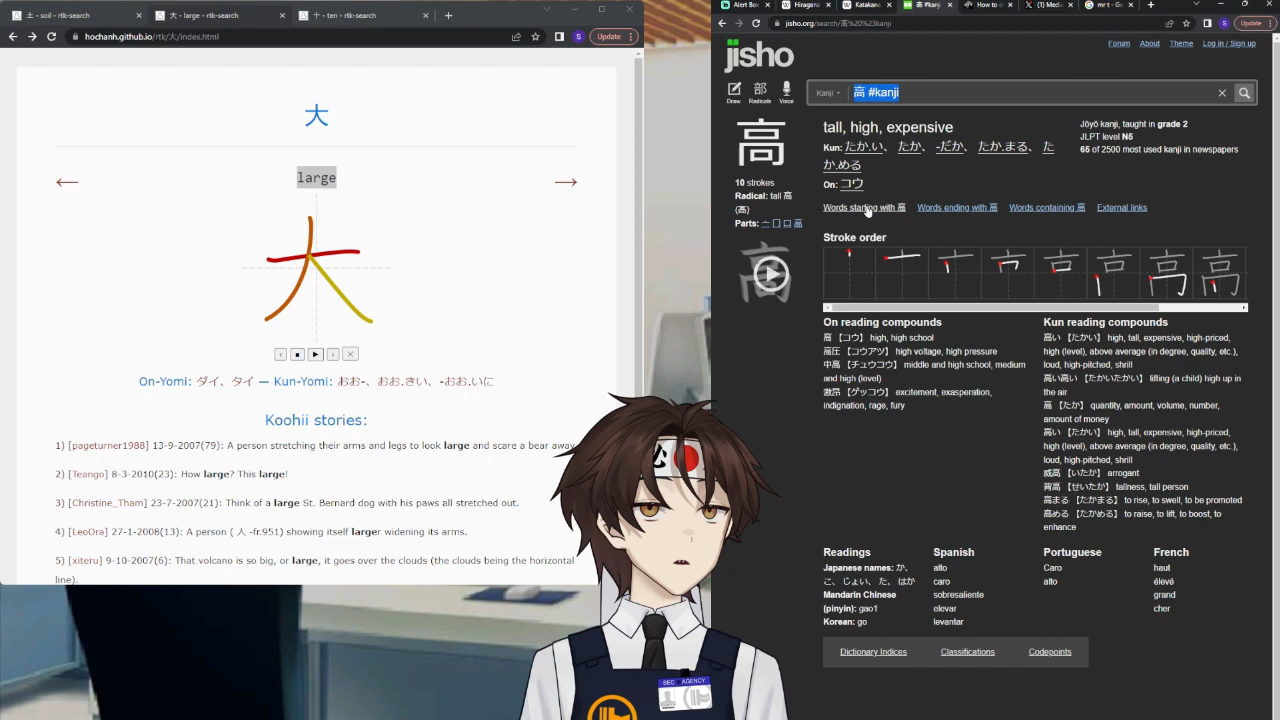 土 - soil - rtk-search
大 - large - rtk-search
十 - ten - rtk-search
hochanh.github.io/rtk/大/index.html
S
Update
大
large
On-Yomi: ダイ、タイ — Kun-Yomi: おお-、おお.きい、-おお.いに
Koohii stories:
1) [pageturner1988] 13-9-2007(79): A person stretching their arms and legs to look large and scare a bear away.
2) [Teango] 8-3-2010(23): How large? This large!
3) [Christine_Tham] 23-7-2007(21): Think of a large St. Bernard dog with his paws all stretched out.
4) [LeoOra] 27-1-2008(13): A person ( 人 -fr.951) showing itself larger widening its arms.
5) [xiteru] 9-10-2007(6): That volcano is so big, or large, it goes over the clouds (the clouds being the horizontal
line).
必
SEC AGENCY
Alert Box
Hiragana
Katakana
高 #kanji
How to d
(1) Media
mr t - Go
jisho.org/search/高%20%23kanji
S
Update
jisho
Forum
About
Theme
Log in / Sign up
Draw
部
Radicals
Voice
Kanji
高 #kanji
高
10 strokes
Radical: tall 高
(髙)
Parts: 亠 冂 口 高
tall, high, expensive
Kun: たか.い、 たか、 -だか、 たか.まる、 た
か.める
On: コウ
Jōyō kanji, taught in grade 2
JLPT level N5
65 of 2500 most used kanji in newspapers
Words starting with 高
Words ending with 高
Words containing 高
External links
Stroke order
On reading compounds
高 【コウ】 high, high school
高圧 【コウアツ】 high voltage, high pressure
中高 【チュウコウ】 middle and high school, medium
and high (level)
激昂 【ゲッコウ】 excitement, exasperation,
indignation, rage, fury
Kun reading compounds
高い 【たかい】 high, tall, expensive, high-priced,
high (level), above average (in degree, quality, etc.),
loud, high-pitched, shrill
高い高い 【たかいたかい】 lifting (a child) high up in
the air
高 【たか】 quantity, amount, volume, number,
amount of money
高い 【たかい】 high, tall, expensive, high-priced,
high (level), above average (in degree, quality, etc.),
loud, high-pitched, shrill
威高 【いたか】 arrogant
背高 【せいたか】 tallness, tall person
高まる 【たかまる】 to rise, to swell, to be promoted
高める 【たかめる】 to raise, to lift, to boost, to
enhance
Readings
Japanese names: か、
こ、 じょい、 た、 はか
Mandarin Chinese
(pinyin): gao1
Korean: go
Spanish
alto
caro
sobresaliente
elevar
levantar
Portuguese
Caro
alto
French
haut
élevé
grand
cher
Dictionary Indices
Classifications
Codepoints